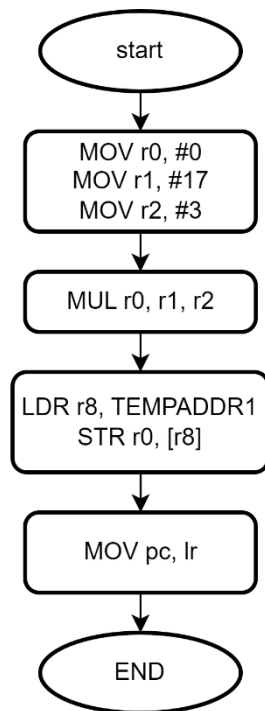 start
MOV r0, #0
MOV r1, #17
MOV r2, #3
MUL r0, r1, r2
LDR r8, TEMPADDR1
STR r0, [r8]
MOV pc, lr
END